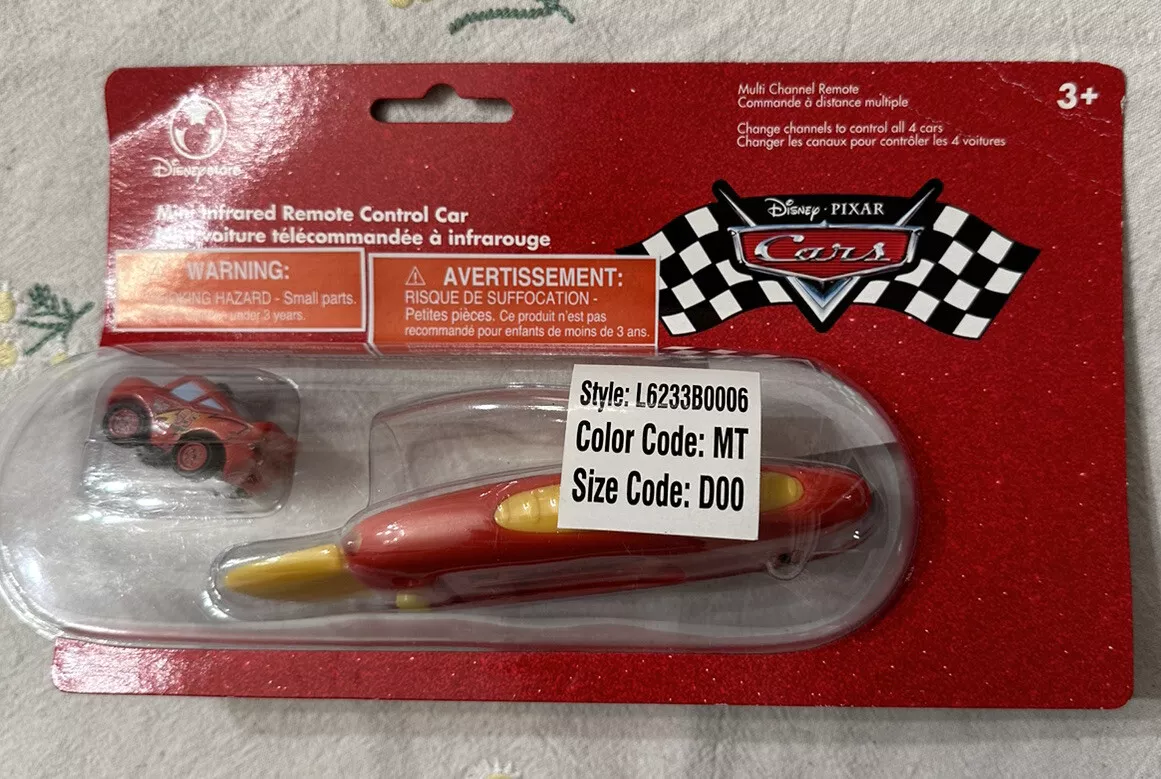 Multi Channel Remote
Commande à distance multiple
Change channels to control all 4 cars
Changer les canaux pour contrôler les 4 voitures
3+
Disney Store
Mini Infrared Remote Control Car
Mini voiture télécommandée à infrarouge
WARNING:
CHOKING HAZARD - Small parts.
under 3 years.
AVERTISSEMENT:
RISQUE DE SUFFOCATION -
Petites pièces. Ce produit n'est pas
recommandé pour enfants de moins de 3 ans.
Disney · PIXAR
Cars
Style: L6233B0006
Color Code: MT
Size Code: D00